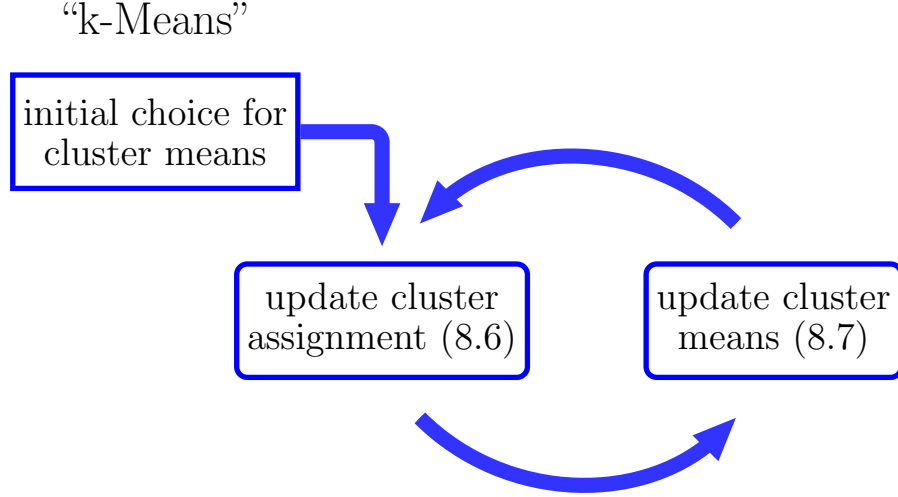 “k-Means”
initial choice for
cluster means
update cluster
assignment (8.6)
update cluster
means (8.7)